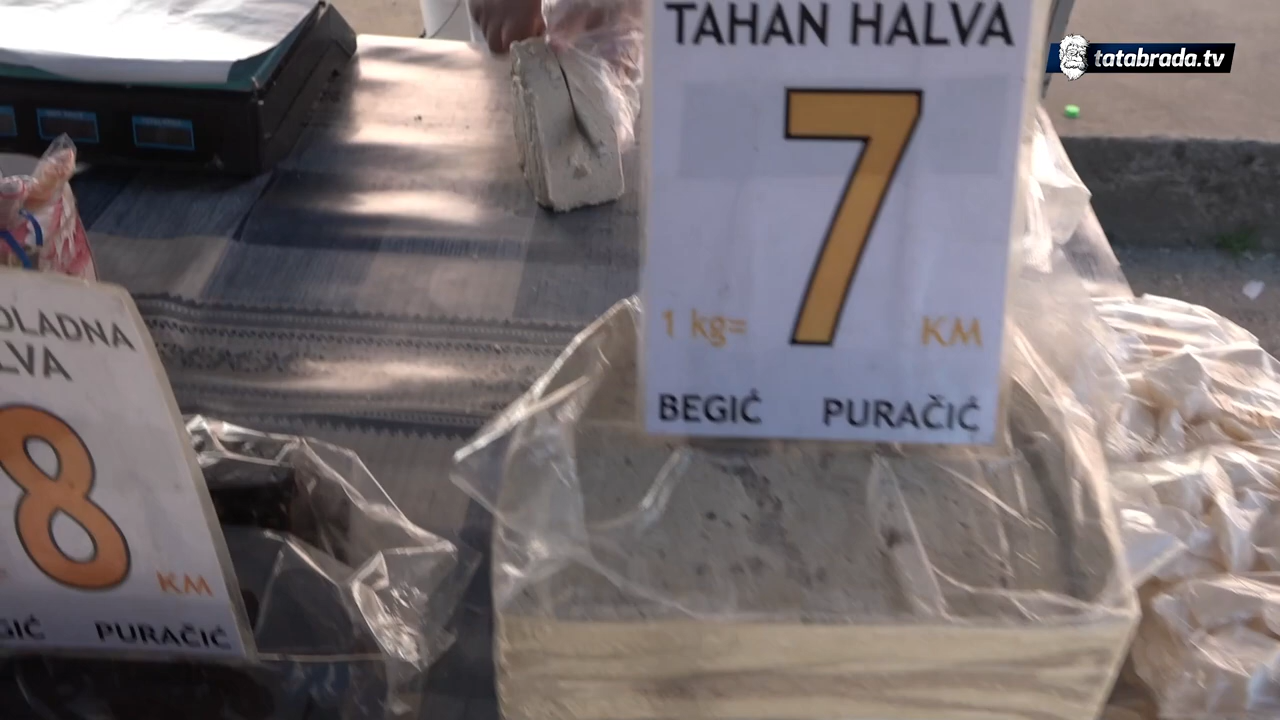 TAHAN HALVA
7
1 kg=
KM
BEGIĆ PURAČIĆ
tatabrada.tv
OLADNA
LVA
8
KM
GIĆ PURAČIĆ